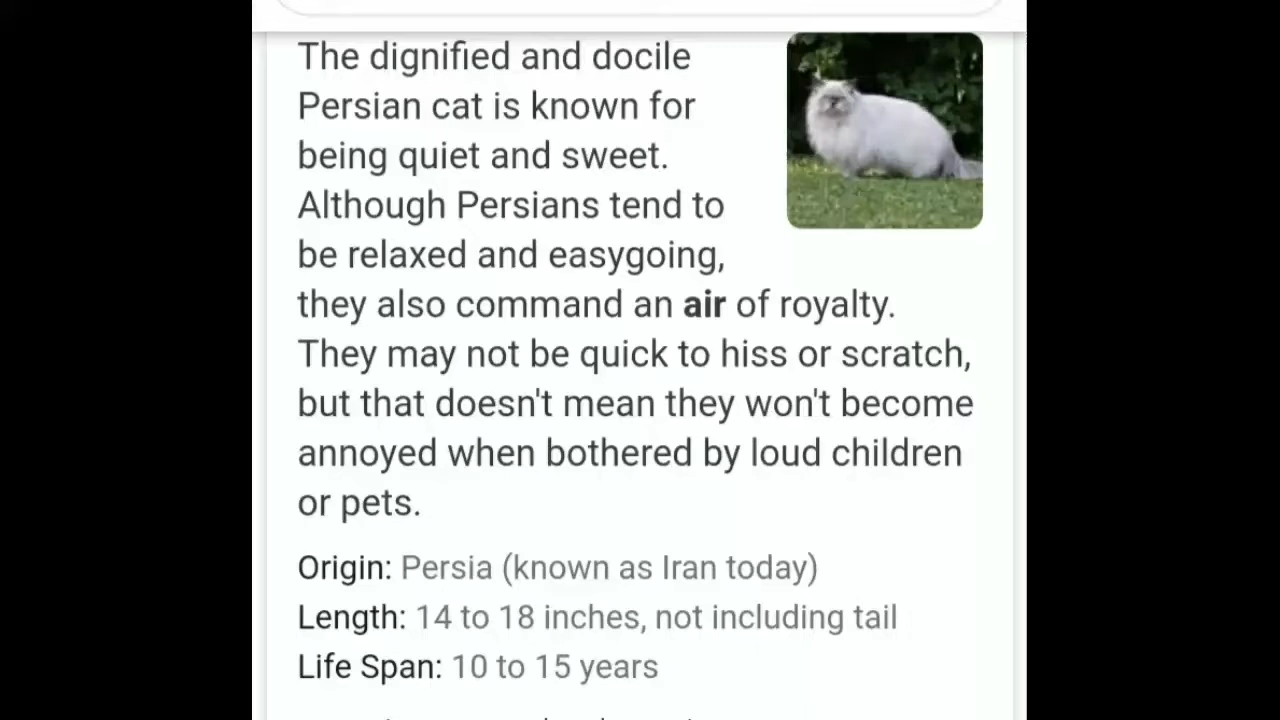 The dignified and docile
Persian cat is known for
being quiet and sweet.
Although Persians tend to
be relaxed and easygoing,
they also command an air of royalty.
They may not be quick to hiss or scratch,
but that doesn't mean they won't become
annoyed when bothered by loud children
or pets.
Origin: Persia (known as Iran today)
Length: 14 to 18 inches, not including tail
Life Span: 10 to 15 years